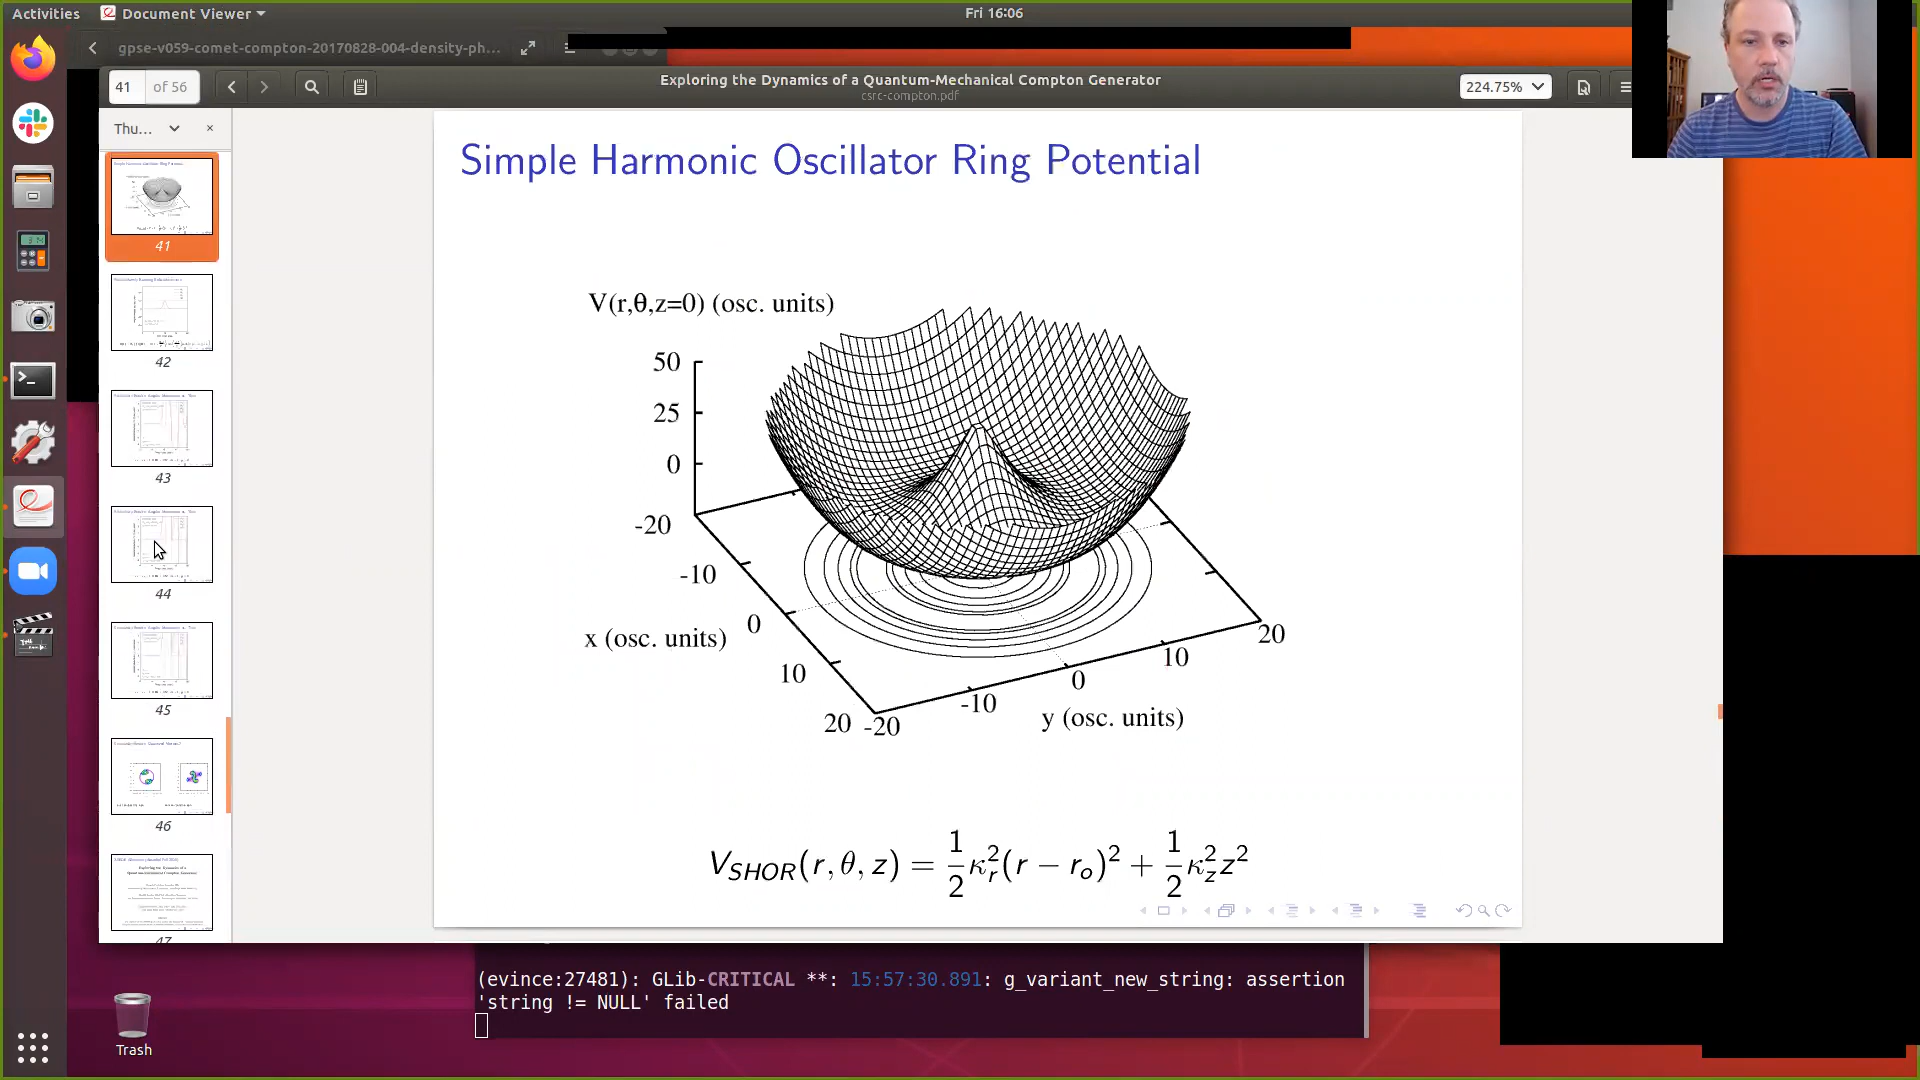 Activities
Document Viewer
Fri 16:06
gpse-v059-comet-compton-20170828-004-density-ph...
41 of 56
Exploring the Dynamics of a Quantum-Mechanical Compton Generator
csrc-compton.pdf
224.75%
Thu...
41
42
43
44
45
46
47
Simple Harmonic Oscillator Ring Potential
V(r,θ,z=0) (osc. units)
50
25
0
-20
-10
0
10
20
x (osc. units)
-20
-10
0
10
20
y (osc. units)
V_SHOR(r, θ, z) = 1/2 κ_r^2 (r − r_o)^2 + 1/2 κ_z^2 z^2
(evince:27481): GLib-CRITICAL **: 15:57:30.891: g_variant_new_string: assertion
'string != NULL' failed
Trash